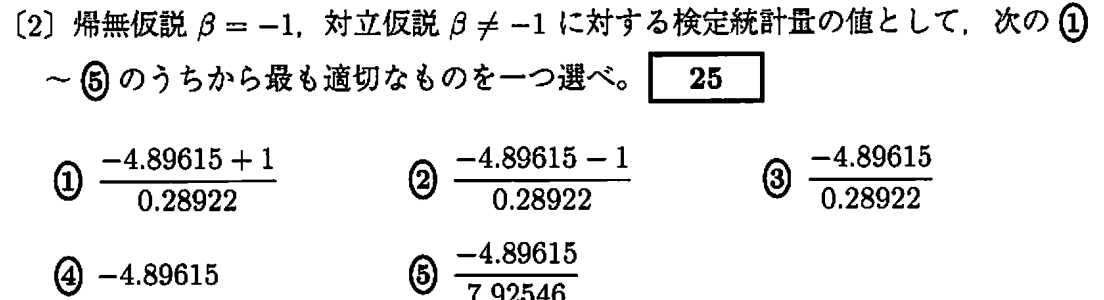 〔2〕 帰無仮説 β = −1，対立仮説 β ≠ −1 に対する検定統計量の値として，次の ①
～ ⑤ のうちから最も適切なものを一つ選べ。 25
① (−4.89615 + 1)/0.28922 ② (−4.89615 − 1)/0.28922 ③ −4.89615/0.28922
④ −4.89615 ⑤ −4.89615/7.92546